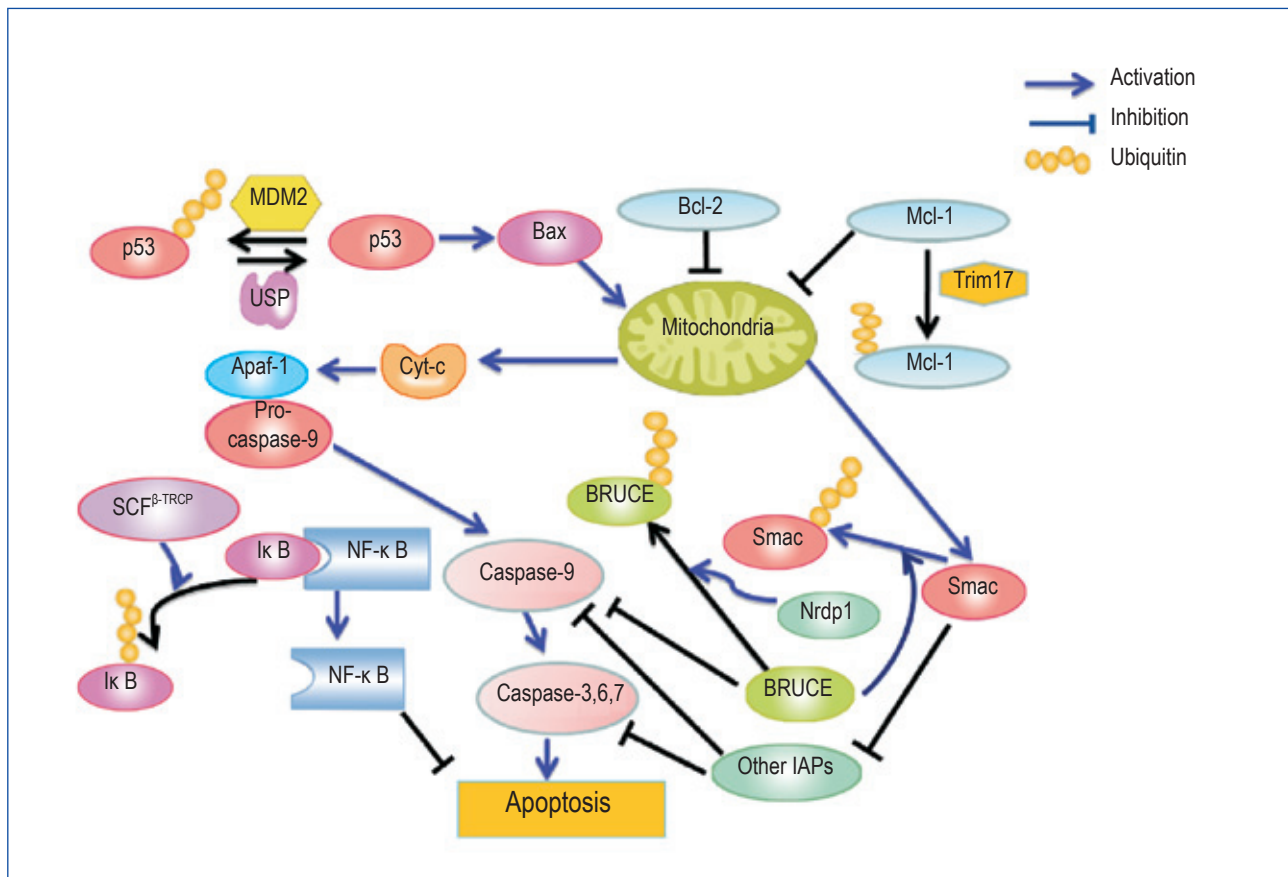 Activation
Inhibition
Ubiquitin
MDM2
p53
p53
USP
Bax
Bcl-2
Mcl-1
Trim17
Mcl-1
Mitochondria
Cyt-c
Apaf-1
Pro-
caspase-9
BRUCE
SCFβ-TRCP
Iκ B
NF-κ B
Caspase-9
Smac
Smac
Nrdp1
Iκ B
NF-κ B
Caspase-3,6,7
BRUCE
Other IAPs
Apoptosis